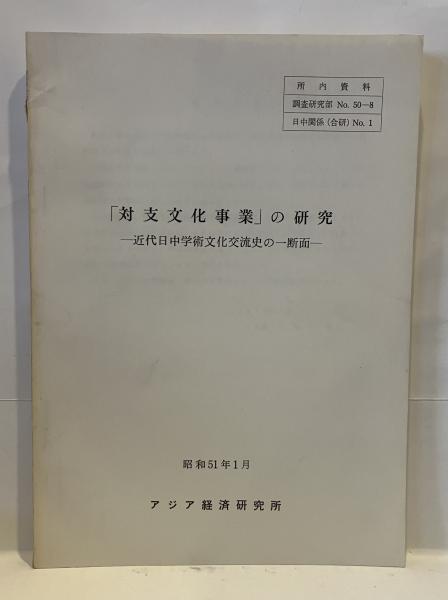 所内資料
調査研究部 No. 50—8
日中関係(合研)No. 1
「対支文化事業」の研究
—近代日中学術文化交流史の一断面—
昭和51年1月
アジア経済研究所